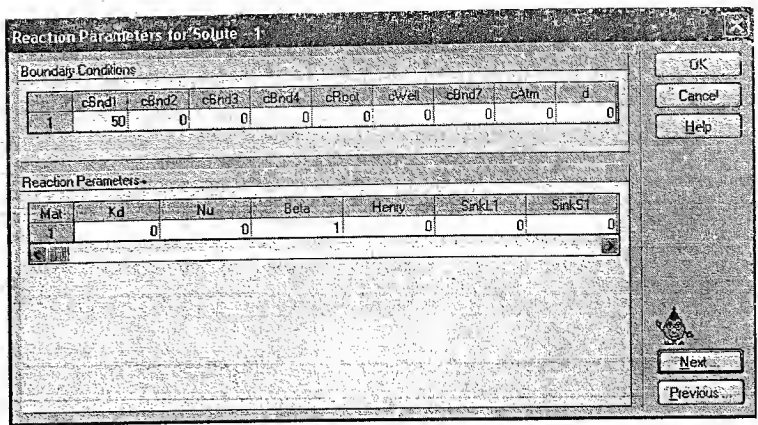 Reaction Parameters for Solute - 1
Boundary Conditions
cBnd1 cBnd2 cBnd3 cBnd4 cRoot cWell cBnd7 cAtm d
1 50 0 0 0 0 0 0 0 0
Reaction Parameters
Mat Kd Nu Beta Henry SinkL1 SinkS1
1 0 0 1 0 0 0
OK
Cancel
Help
Next...
Previous...